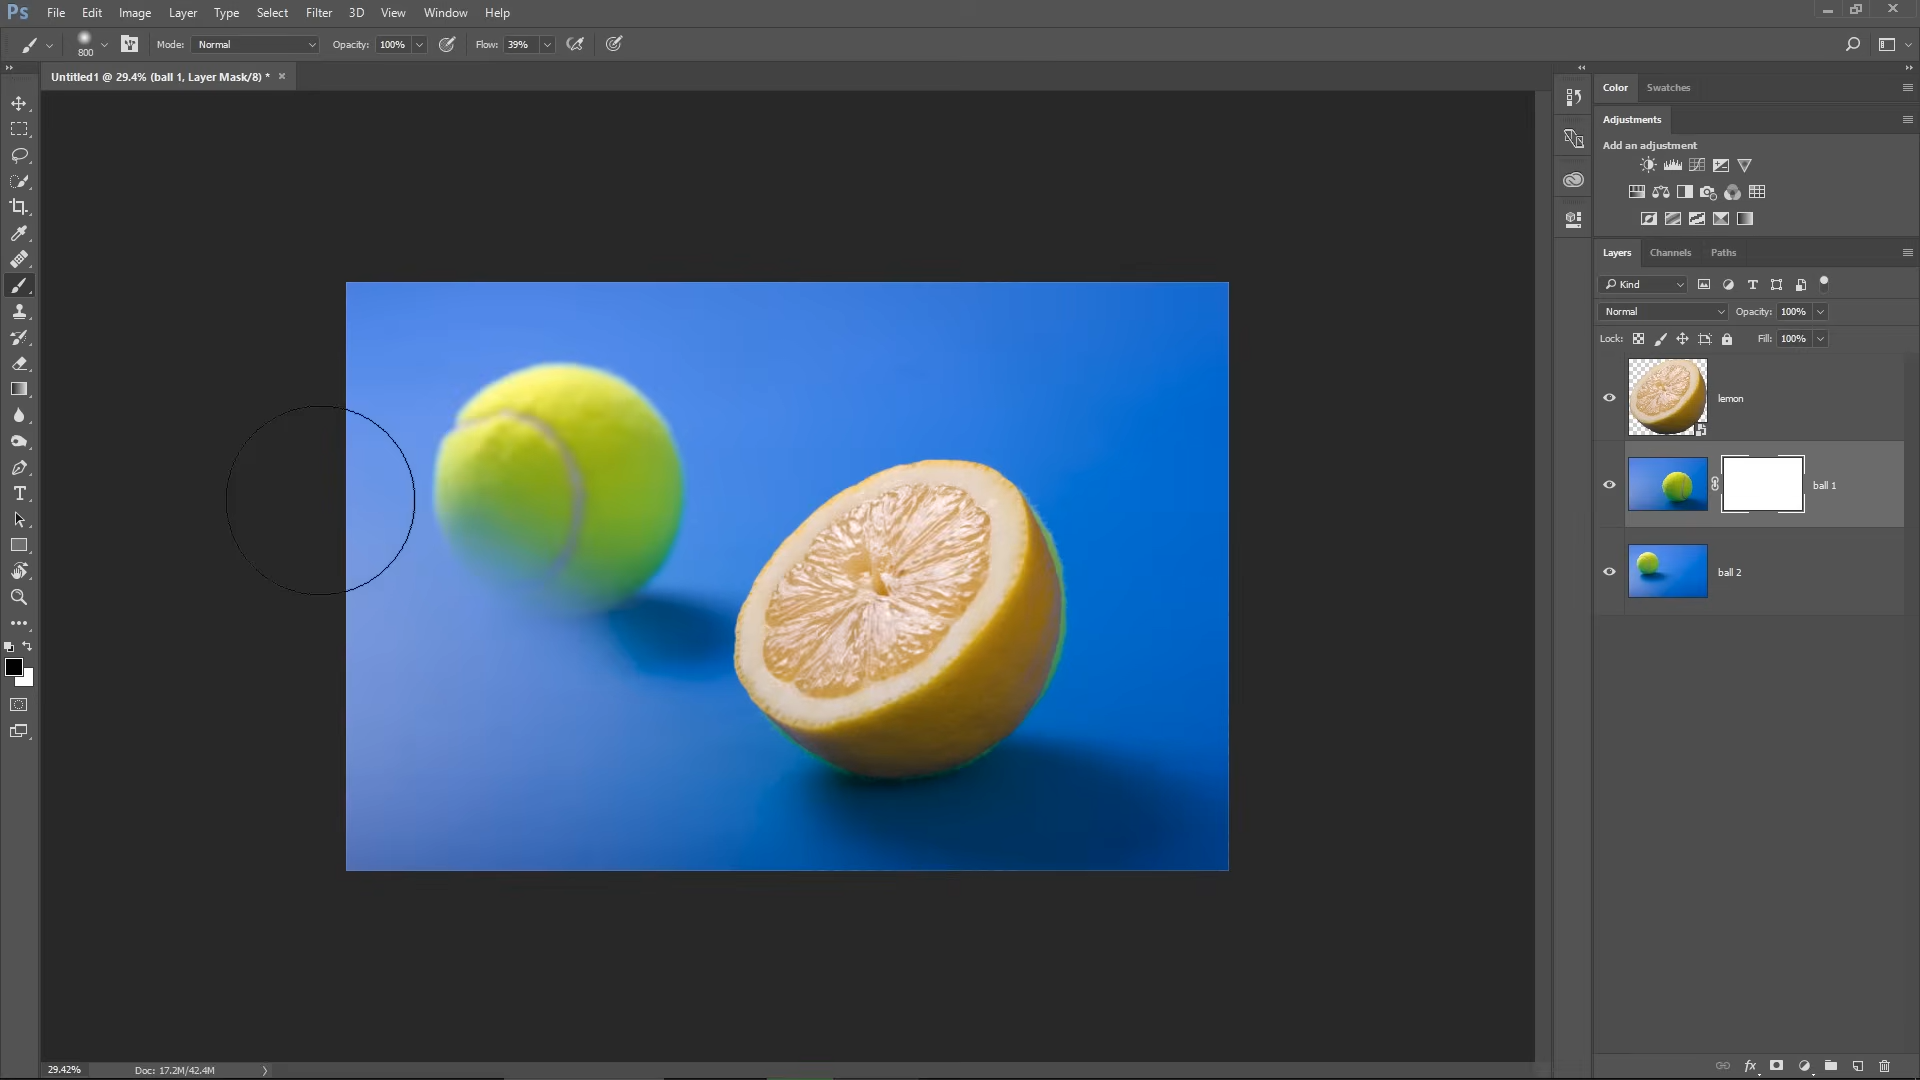 Ps File Edit Image Layer Type Select Filter 3D View Window Help
800 Mode: Normal Opacity: 100% Flow: 39%
Untitled1 @ 29.4% (ball 1, Layer Mask/8) * ×
Color Swatches
Adjustments
Add an adjustment
Layers Channels Paths
Kind
Normal Opacity: 100%
Lock: Fill: 100%
lemon
ball 1
ball 2
29.42% Doc: 17.2M/42.4M